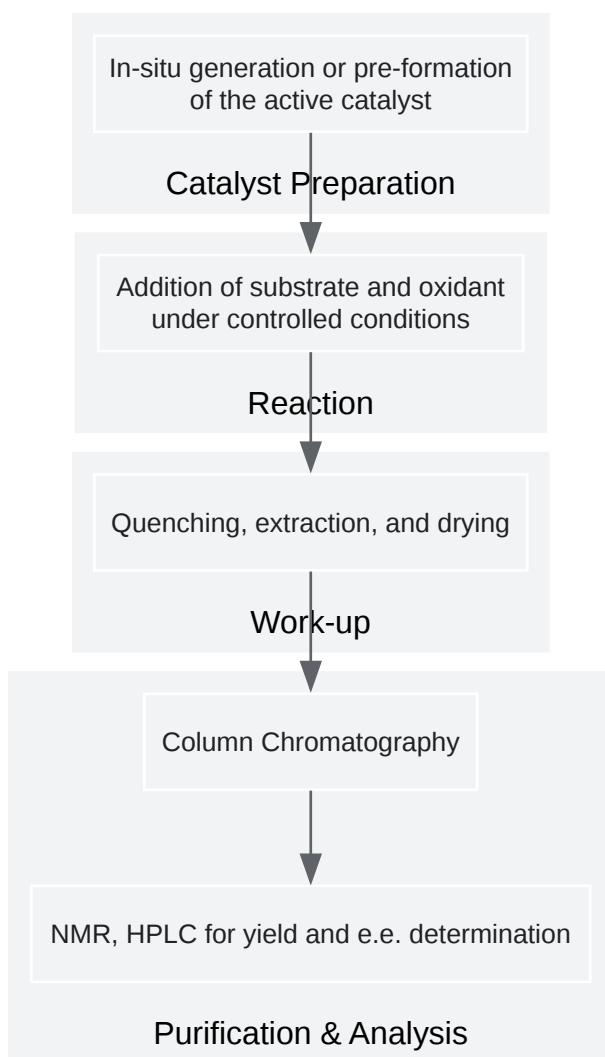 In-situ generation or pre-formation
of the active catalyst
Catalyst Preparation
Addition of substrate and oxidant
under controlled conditions
Reaction
Quenching, extraction, and drying
Work-up
Column Chromatography
NMR, HPLC for yield and e.e. determination
Purification & Analysis